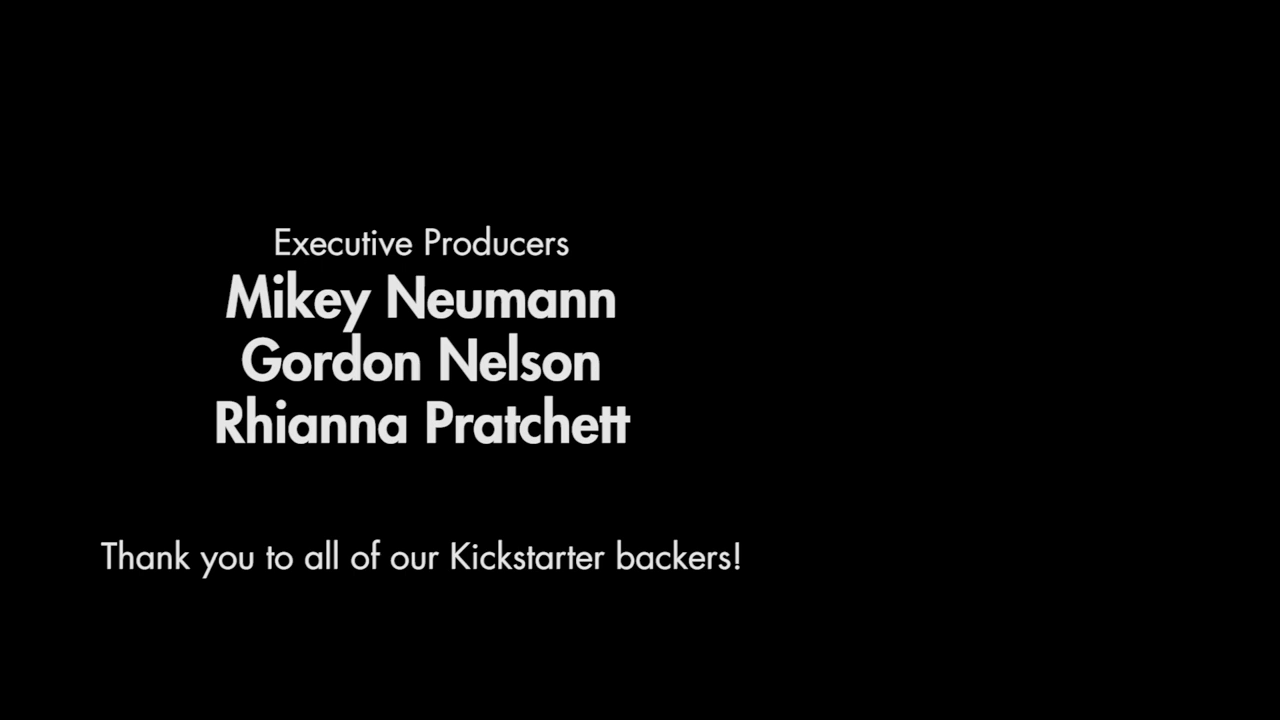 Executive Producers
Mikey Neumann
Gordon Nelson
Rhianna Pratchett
Thank you to all of our Kickstarter backers!